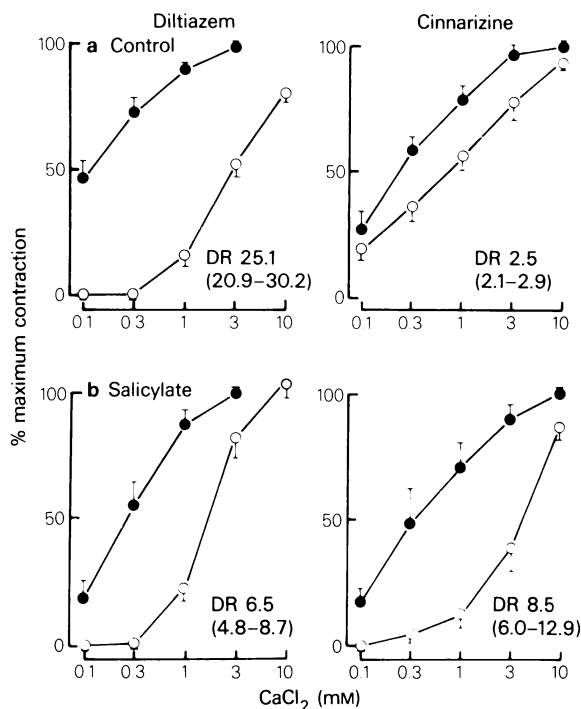 Diltiazem
Cinnarizine
% maximum contraction
a Control
100
50
0
DR 25.1
(20.9–30.2)
0.1 0.3 1 3 10
100
50
0
DR 2.5
(2.1–2.9)
0.1 0.3 1 3 10
b Salicylate
100
50
0
DR 6.5
(4.8–8.7)
0.1 0.3 1 3 10
100
50
0
DR 8.5
(6.0–12.9)
0.1 0.3 1 3 10
CaCl₂ (mM)